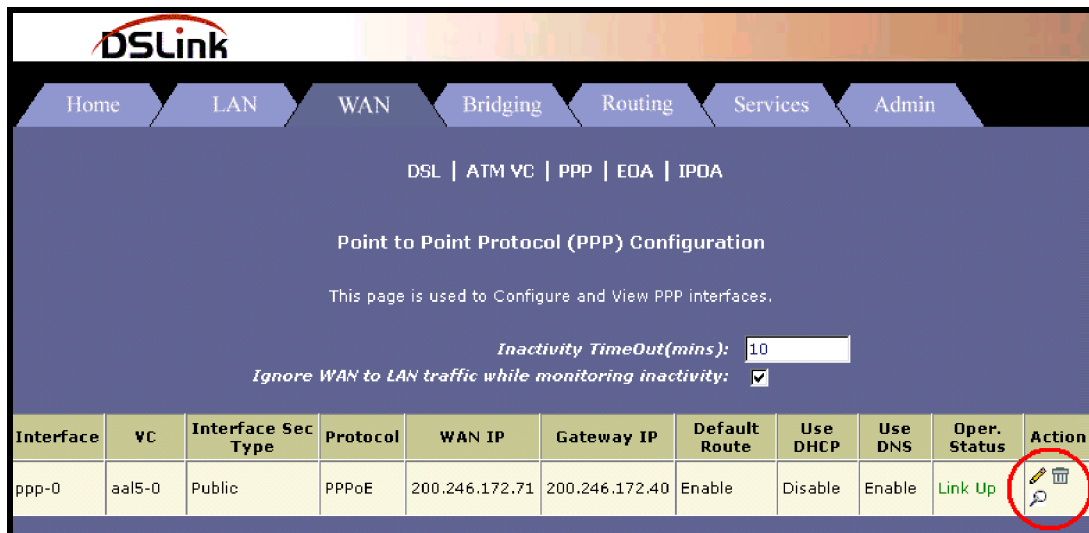 DSLink
Home LAN WAN Bridging Routing Services Admin
DSL | ATM VC | PPP | EOA | IPOA
Point to Point Protocol (PPP) Configuration
This page is used to Configure and View PPP interfaces.
Inactivity TimeOut(mins): 10
Ignore WAN to LAN traffic while monitoring inactivity:
Interface VC Interface Sec Type Protocol WAN IP Gateway IP Default Route Use DHCP Use DNS Oper. Status Action
ppp-0 aal5-0 Public PPPoE 200.246.172.71 200.246.172.40 Enable Disable Enable Link Up